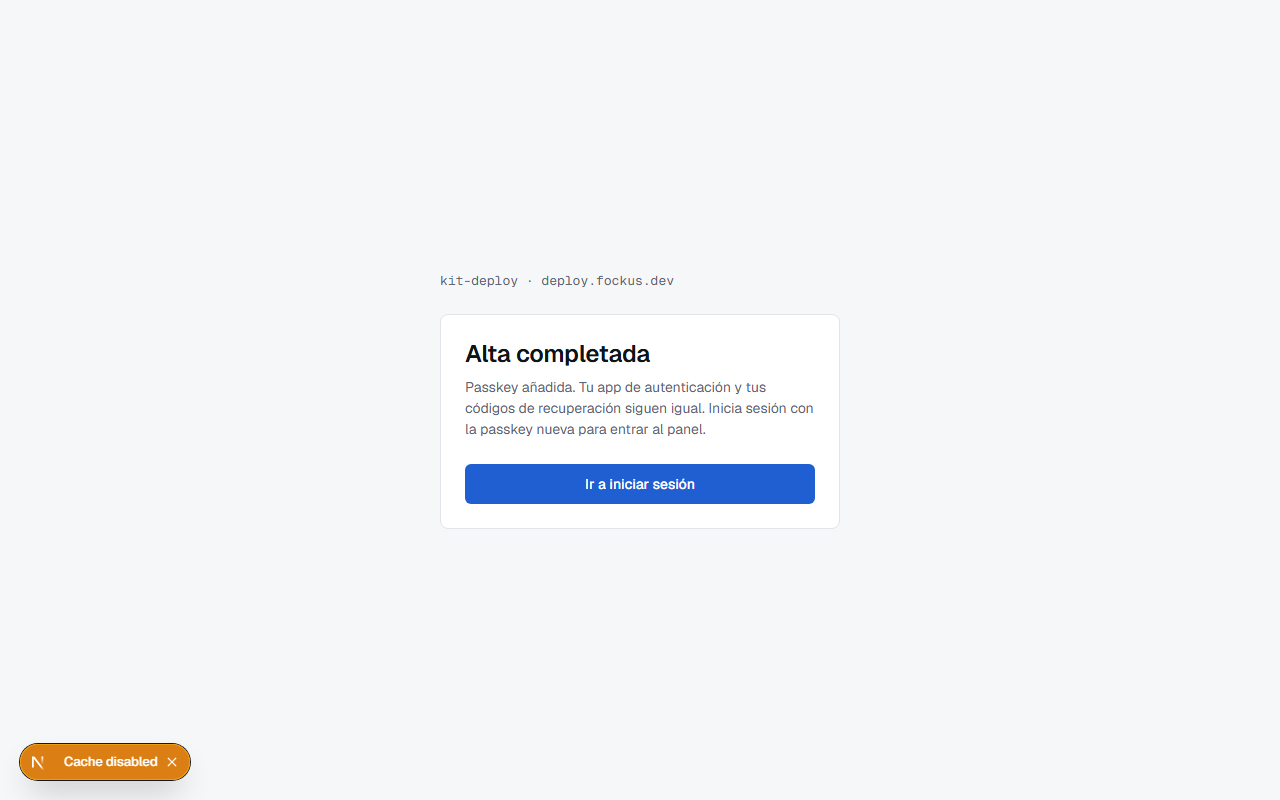 kit-deploy · deploy.fockus.dev
Alta completada
Passkey añadida. Tu app de autenticación y tus
códigos de recuperación siguen igual. Inicia sesión con
la passkey nueva para entrar al panel.
Ir a iniciar sesión
Cache disabled